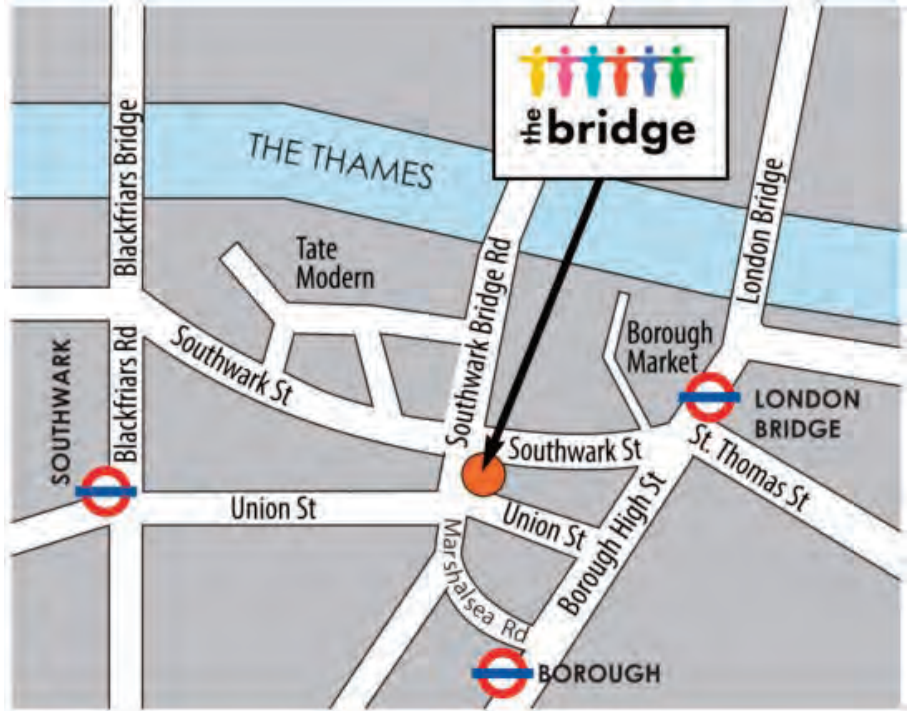 the bridge
THE THAMES
Blackfriars Bridge
Tate
Modern
Southwark Bridge Rd
London Bridge
Borough
Market
SOUTHWARK
Blackfriars Rd
Southwark St
Southwark St
LONDON
BRIDGE
St. Thomas St
Union St
Union St
Borough High St
Marshalsea Rd
BOROUGH